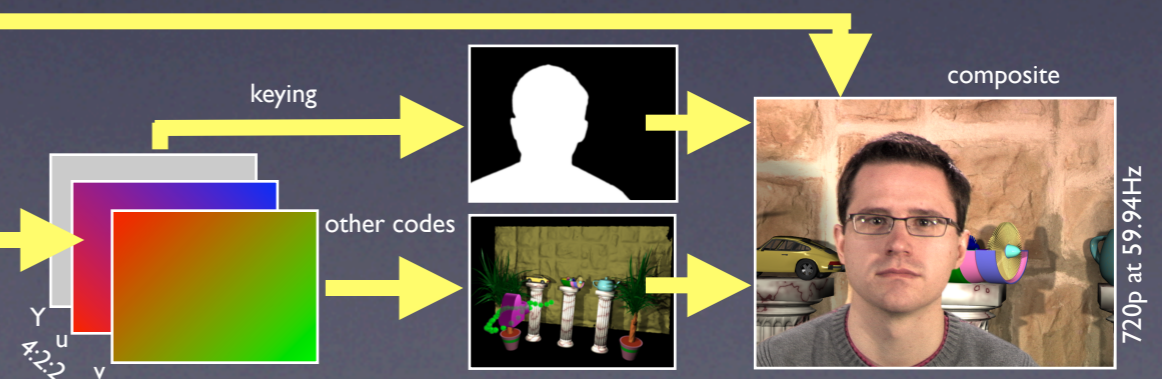 keying
composite
other codes
720p at 59.94Hz
Y
u
v
4:2:2